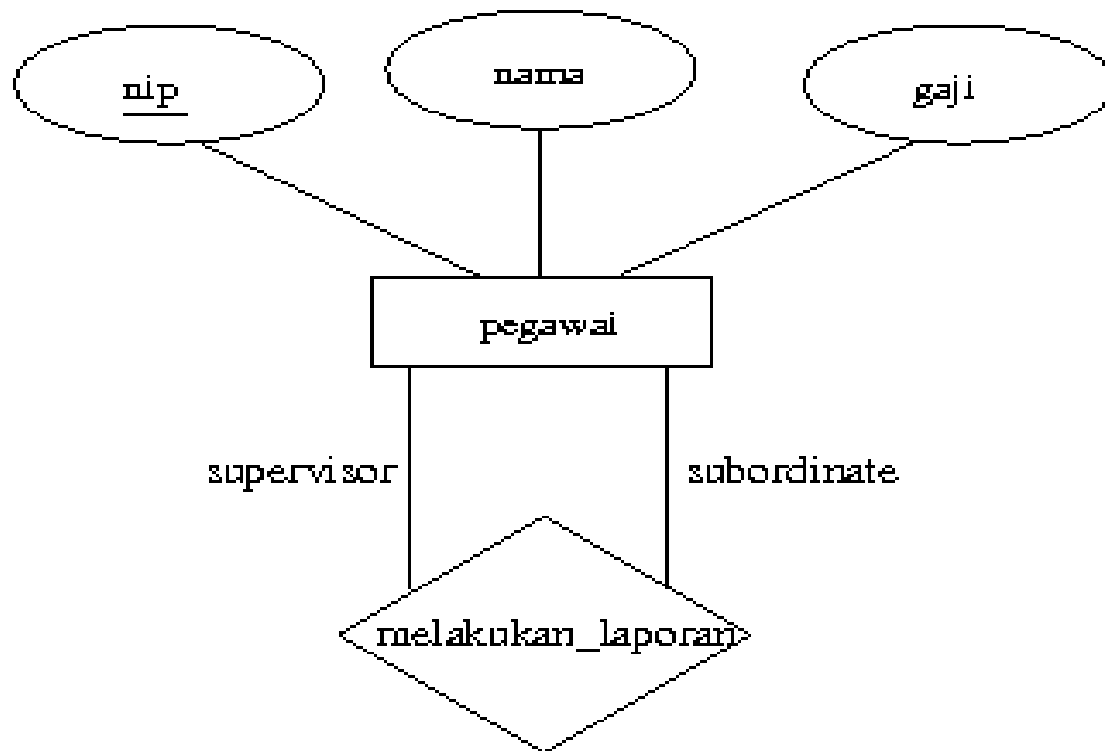 nip
nama
gaji
pegawai
supervisor
subordinate
melakukan_laporan